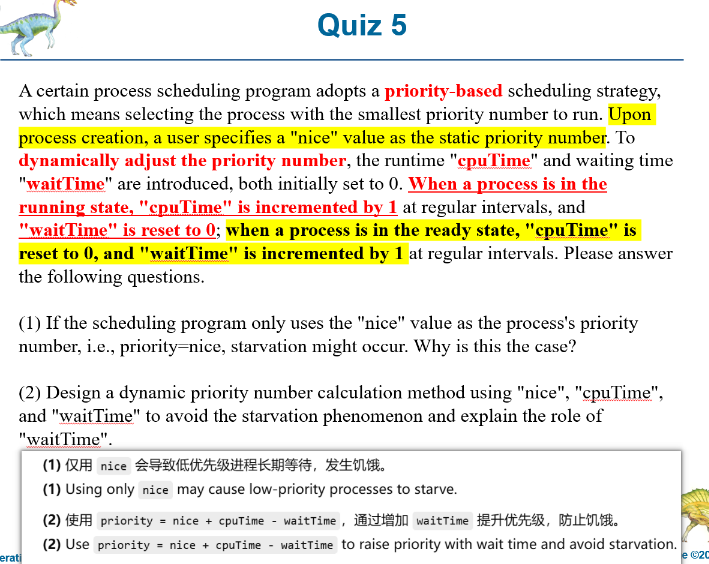 Quiz 5
A certain process scheduling program adopts a priority-based scheduling strategy,
which means selecting the process with the smallest priority number to run. Upon
process creation, a user specifies a "nice" value as the static priority number. To
dynamically adjust the priority number, the runtime "cpuTime" and waiting time
"waitTime" are introduced, both initially set to 0. When a process is in the
running state, "cpuTime" is incremented by 1 at regular intervals, and
"waitTime" is reset to 0; when a process is in the ready state, "cpuTime" is
reset to 0, and "waitTime" is incremented by 1 at regular intervals. Please answer
the following questions.
(1) If the scheduling program only uses the "nice" value as the process's priority
number, i.e., priority=nice, starvation might occur. Why is this the case?
(2) Design a dynamic priority number calculation method using "nice", "cpuTime",
and "waitTime" to avoid the starvation phenomenon and explain the role of
"waitTime".
(1) 仅用 nice 会导致低优先级进程长期等待，发生饥饿。
(1) Using only nice may cause low-priority processes to starve.
(2) 使用 priority = nice + cpuTime - waitTime ，通过增加 waitTime 提升优先级，防止饥饿。
(2) Use priority = nice + cpuTime - waitTime to raise priority with wait time and avoid starvation.